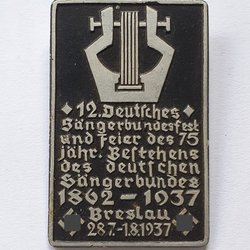 12. Deutsches
Sängerbundesfest
und Feier des 75
jähr. Bestehens
des deutschen
Sängerbundes
1862-1937
Breslau
28.7.-1.8.1937